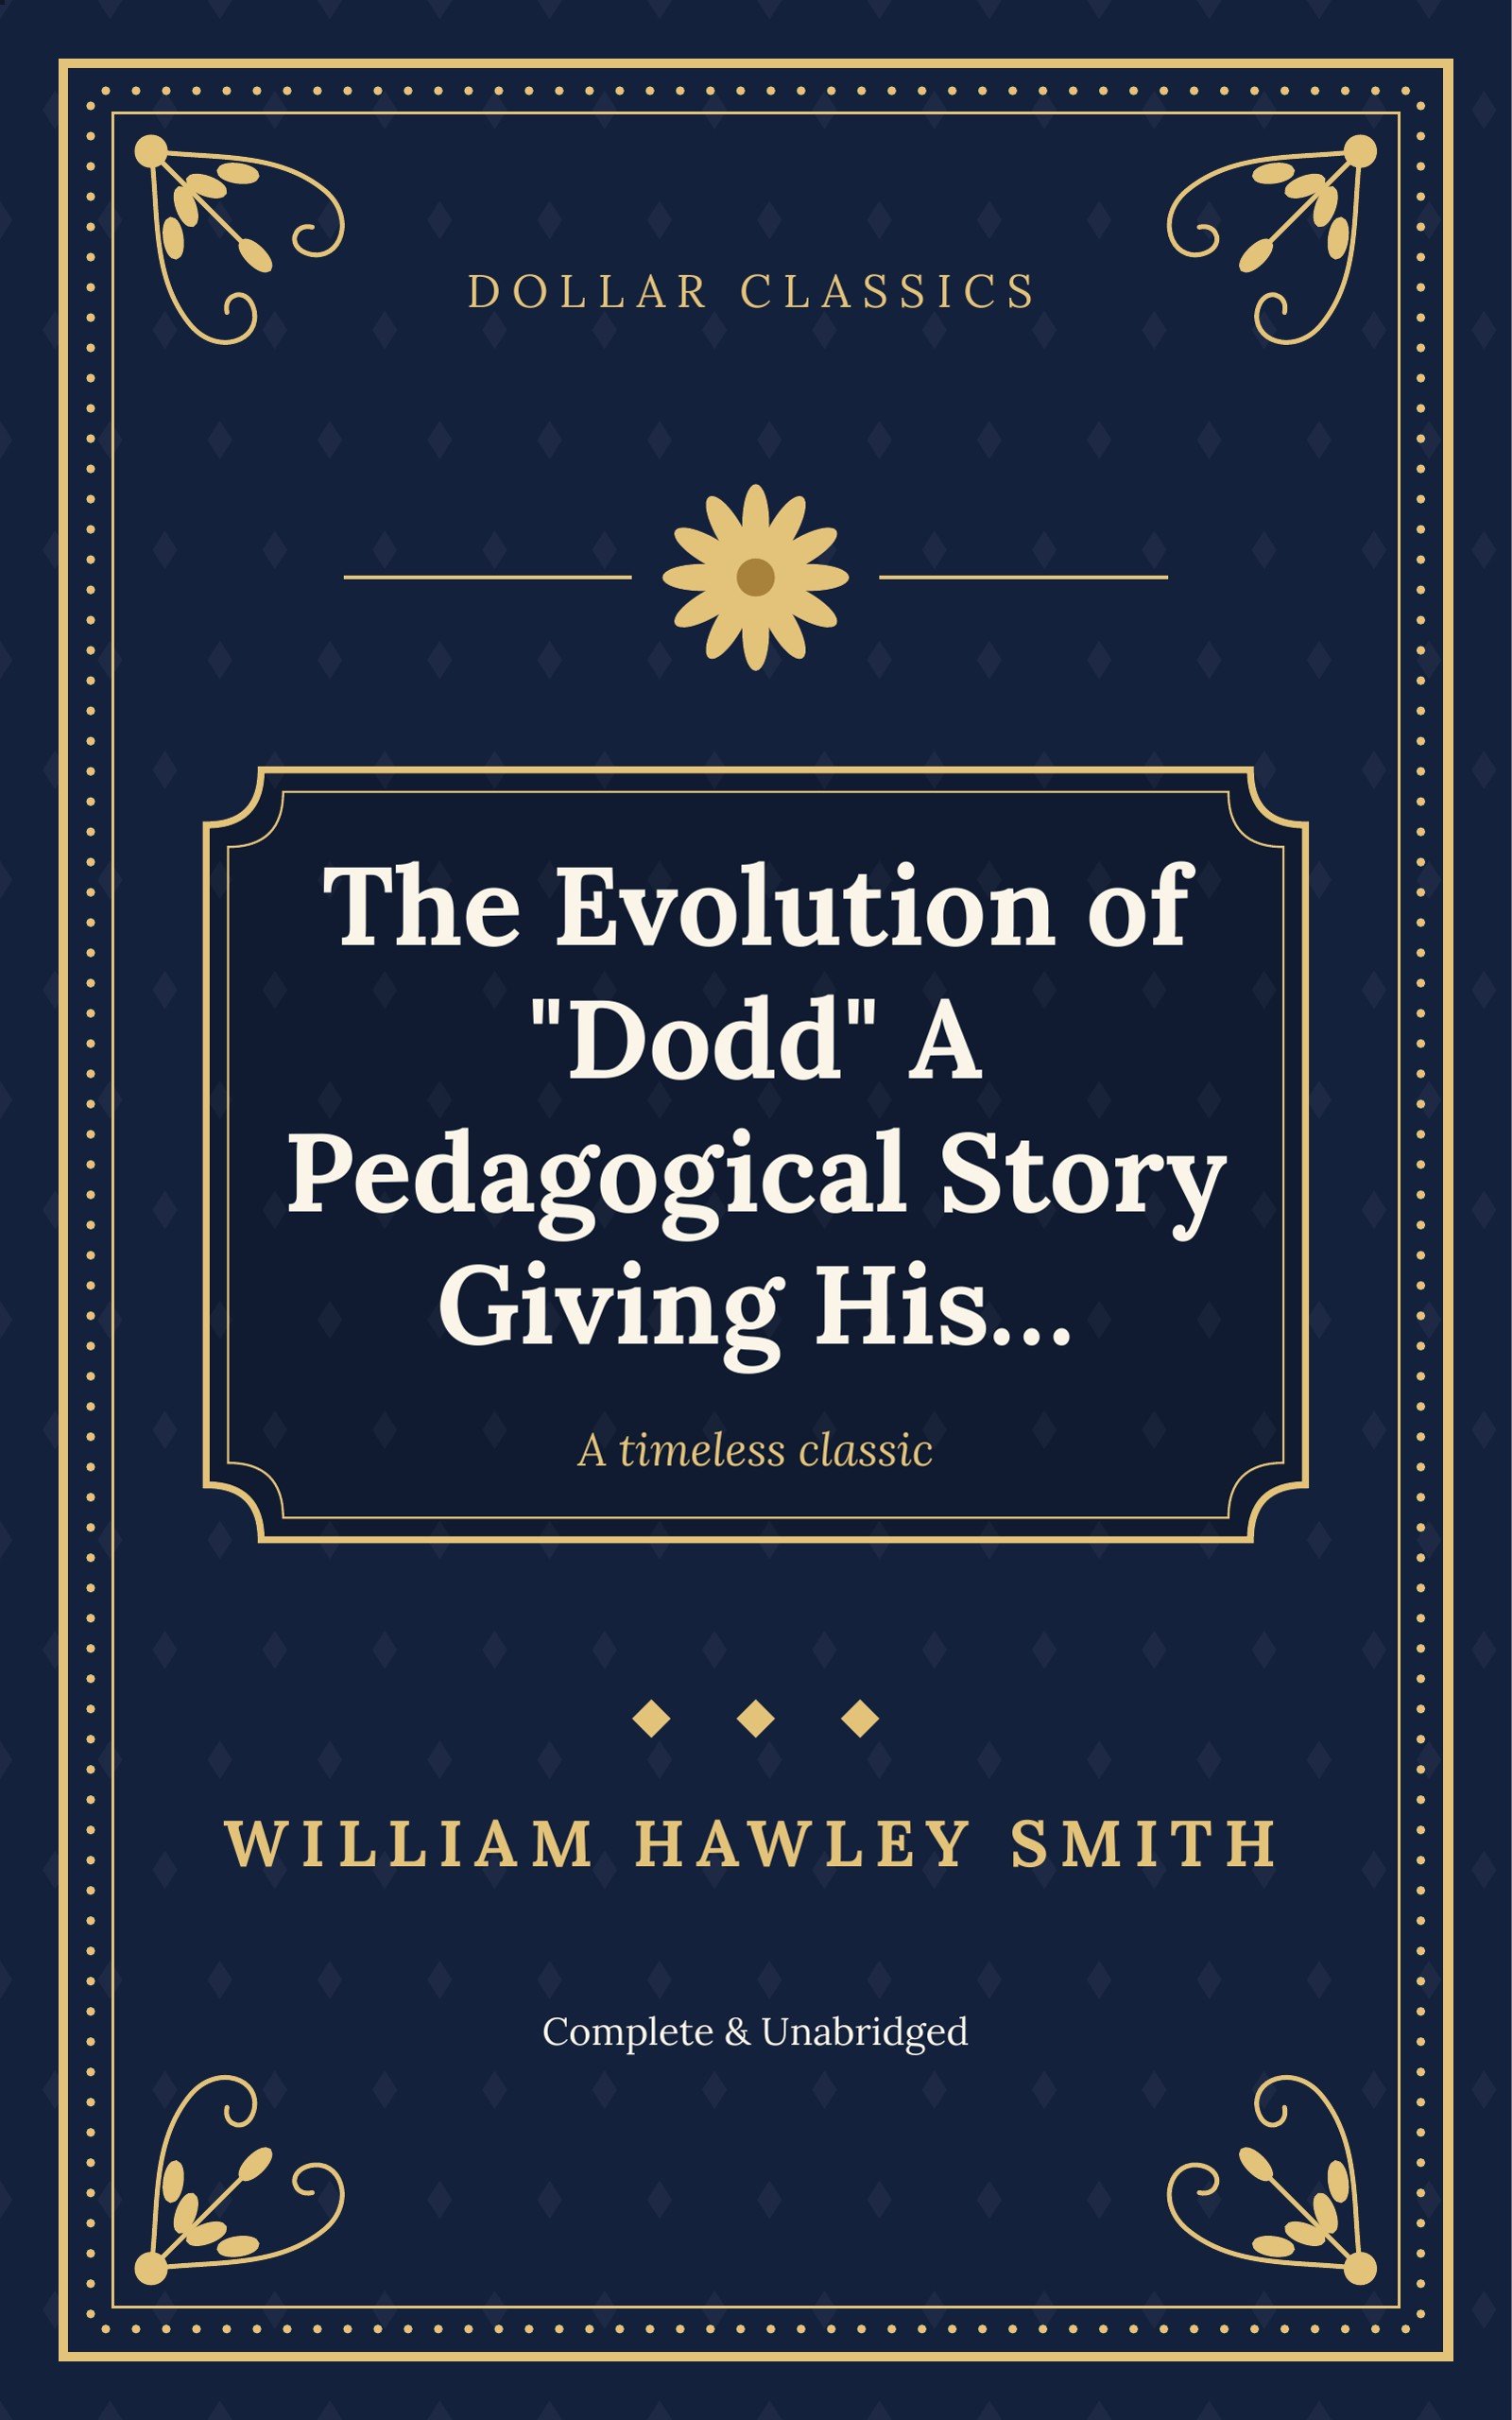 DOLLAR CLASSICS
The Evolution of
"Dodd" A
Pedagogical Story
Giving His...
A timeless classic
WILLIAM HAWLEY SMITH
Complete & Unabridged